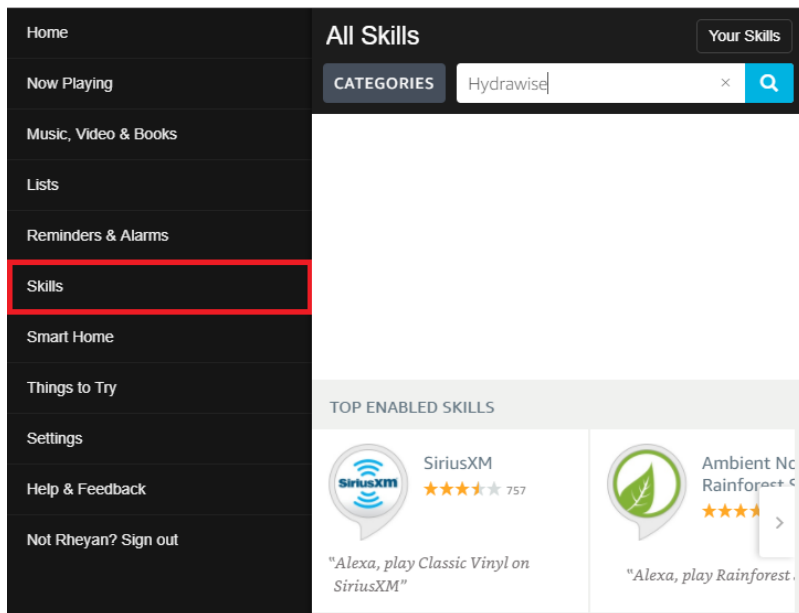 Home
Now Playing
Music, Video & Books
Lists
Reminders & Alarms
Skills
Smart Home
Things to Try
Settings
Help & Feedback
Not Rheyan? Sign out
All Skills
Your Skills
CATEGORIES
Hydrawise
TOP ENABLED SKILLS
SiriusXM
SiriusXM
757
"Alexa, play Classic Vinyl on
SiriusXM"
Ambient
Rainforest
"Alexa, play Rainforest